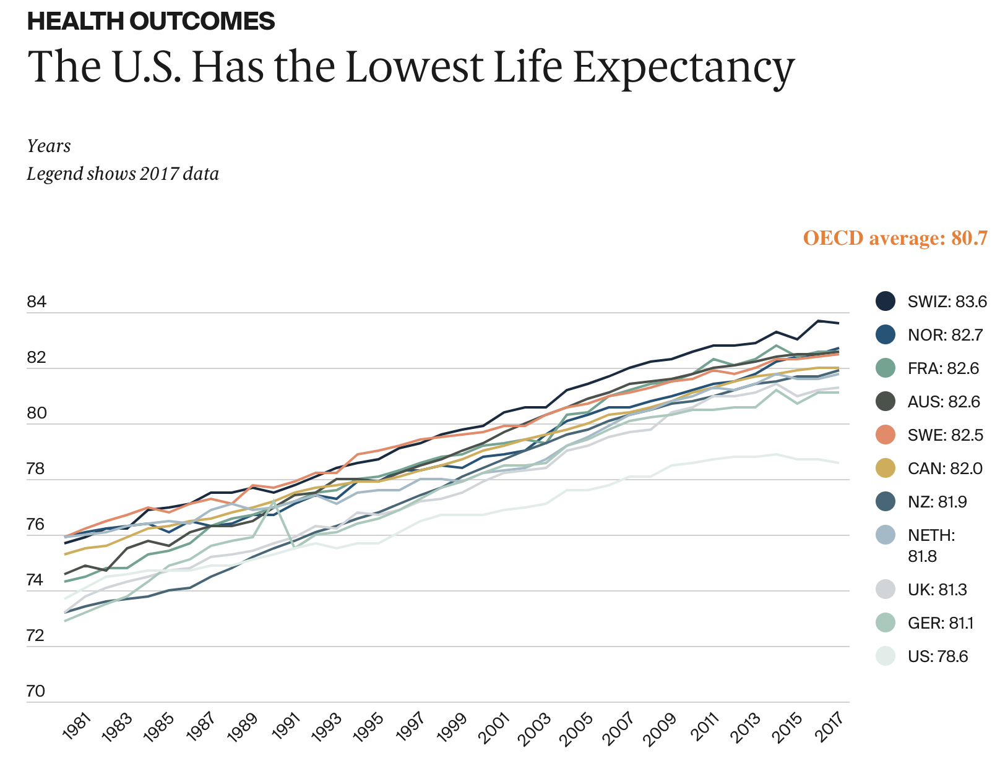 HEALTH OUTCOMES
The U.S. Has the Lowest Life Expectancy
Years
Legend shows 2017 data
OECD average: 80.7
84
82
80
78
76
74
72
70
1981
1983
1985
1987
1989
1991
1993
1995
1997
1999
2001
2003
2005
2007
2009
2011
2013
2015
2017
SWIZ: 83.6
NOR: 82.7
FRA: 82.6
AUS: 82.6
SWE: 82.5
CAN: 82.0
NZ: 81.9
NETH:
81.8
UK: 81.3
GER: 81.1
US: 78.6